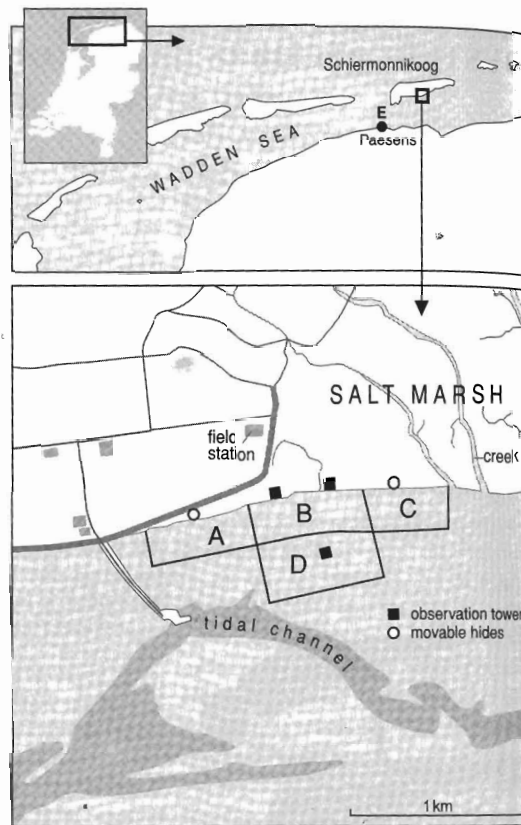 Schiermonnikoog
E
Paesens
WADDEN SEA
SALT MARSH
field
station
creek
A
B
C
D
observation tower
movable hides
tidal channel
1 km